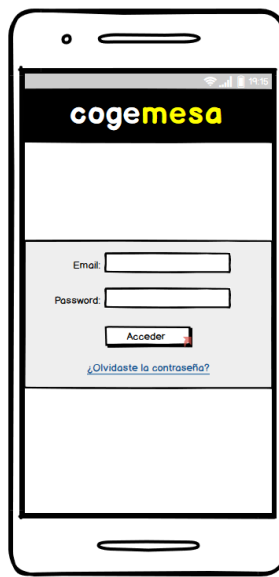 19:15
cogemesa
Email:
Password:
Acceder
¿Olvidaste la contraseña?